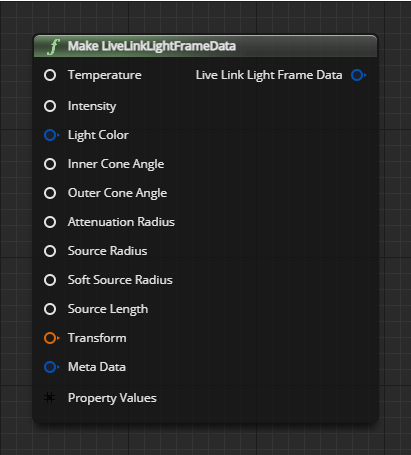 f Make LiveLinkLightFrameData
Temperature Live Link Light Frame Data
Intensity
Light Color
Inner Cone Angle
Outer Cone Angle
Attenuation Radius
Source Radius
Soft Source Radius
Source Length
Transform
Meta Data
Property Values